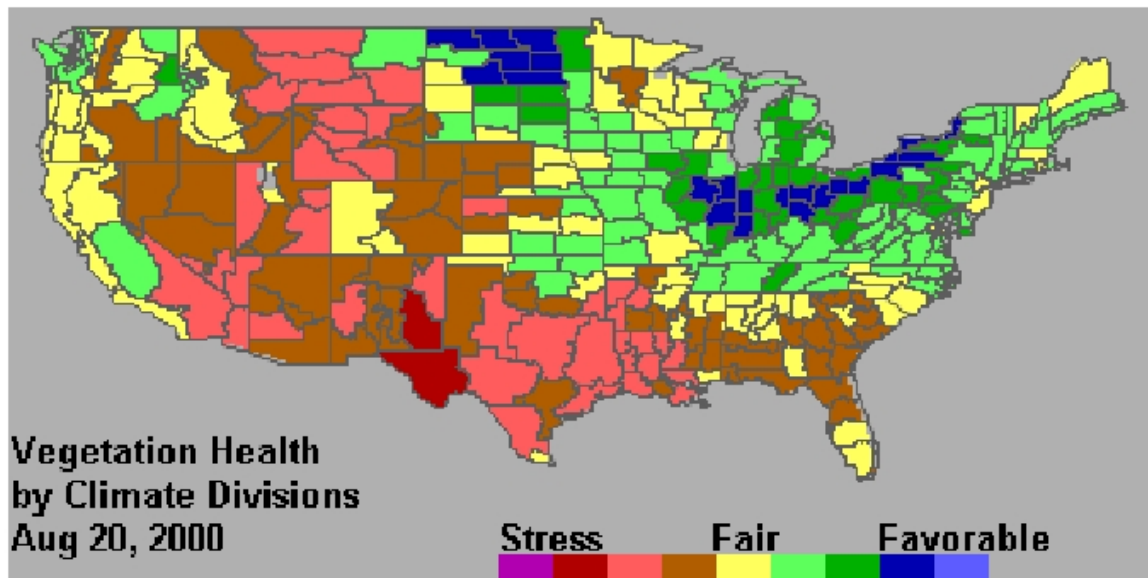 Vegetation Health
by Climate Divisions
Aug 20, 2000
Stress Fair Favorable